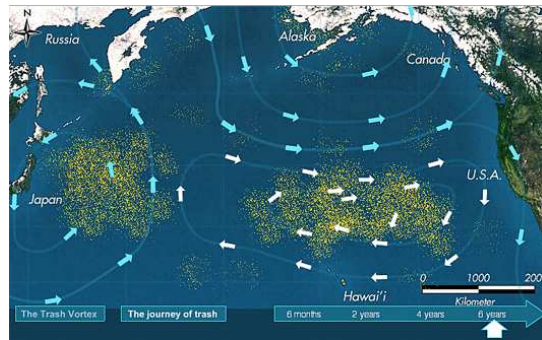 N
Russia
Alaska
Canada
U.S.A.
Japan
Hawai'i
0 1000 200
Kilometer
The Trash Vortex
The journey of trash
6 months 2 years 4 years 6 years